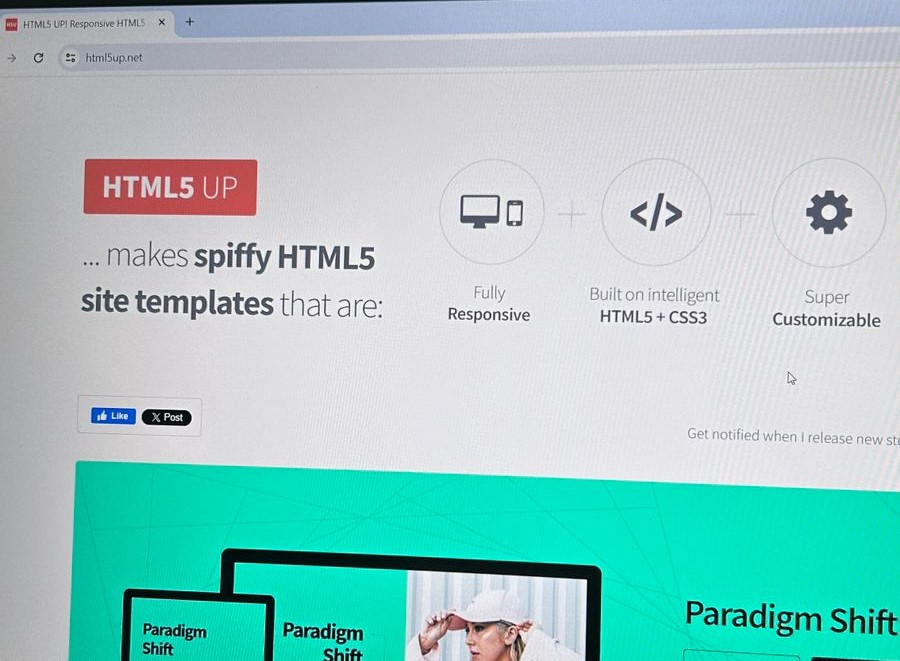 HTML5 UP! Responsive HTML5
html5up.net
HTML5 UP
... makes spiffy HTML5
site templates that are:
Fully
Responsive
Built on intelligent
HTML5 + CSS3
Super
Customizable
Like
Post
Get notified when I release new
Paradigm Shift
Paradigm
Shift
Paradigm
Shift